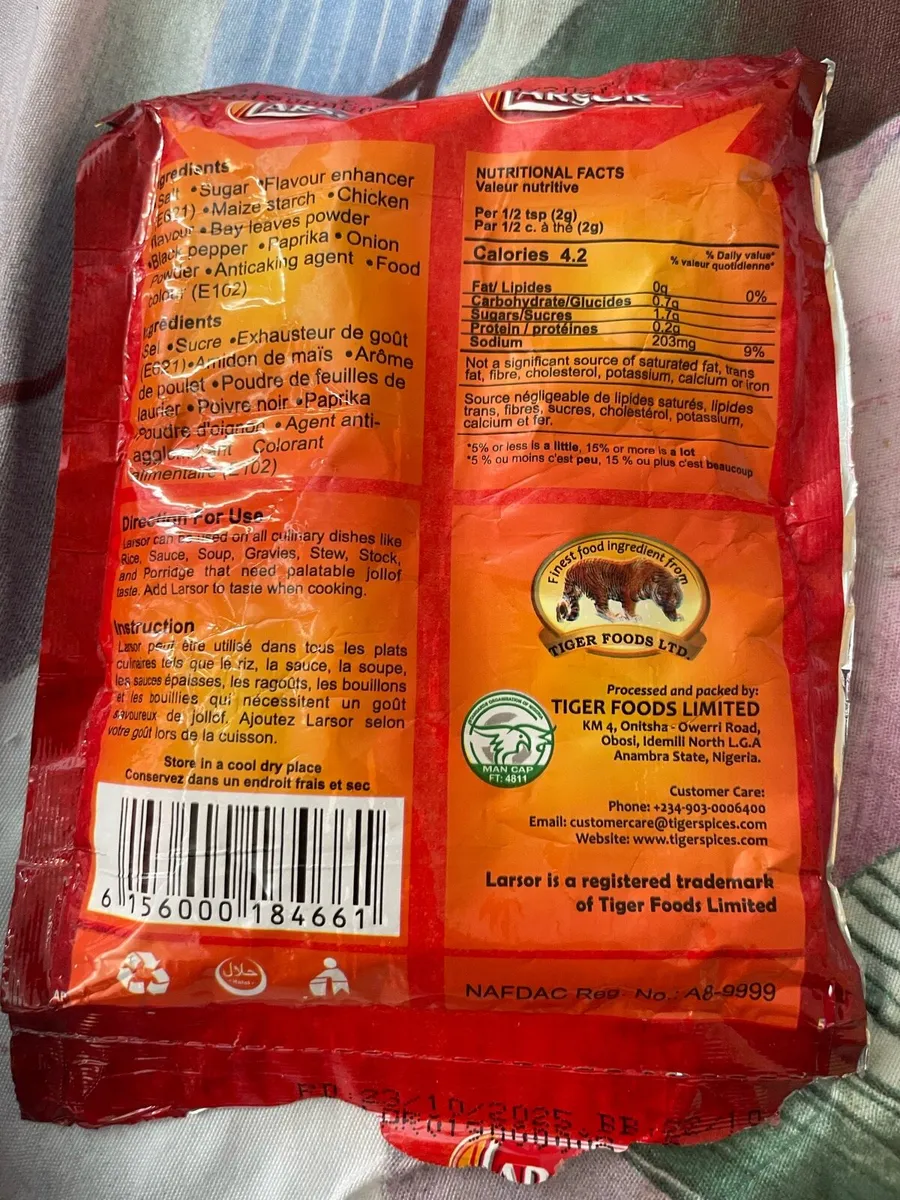 LARSOR
Ingredients
Salt •Sugar •Flavour enhancer
(E621) •Maize starch •Chicken
flavour •Bay leaves powder
•Black pepper •Paprika •Onion
Powder •Anticaking agent •Food
colour (E102)
Ingrédients
Sel •Sucre •Exhausteur de goût
(E621)•Amidon de maïs •Arôme
de poulet •Poudre de feuilles de
laurier •Poivre noir •Paprika
•Poudre d'oignon •Agent anti-
Colorant
alimentaire (E102)
Direction For Use
Larsor can be used on all culinary dishes like
Rice, Sauce, Soup, Gravies, Stew, Stock,
and Porridge that need palatable jollof
taste. Add Larsor to taste when cooking.
Instruction
Larsor peut être utilisé dans tous les plats
culinaires tels que le riz, la sauce, la soupe,
les sauces épaisses, les ragoûts, les bouillons
et les bouillies qui nécessitent un goût
savoureux de jollof. Ajoutez Larsor selon
votre goût lors de la cuisson.
Store in a cool dry place
Conservez dans un endroit frais et sec
6 156000 184661
حلال
LARSOR
NUTRITIONAL FACTS
Valeur nutritive
Per 1/2 tsp (2g)
Par 1/2 c. à thé (2g)
Calories 4.2
% Daily value*
% valeur quotidienne*
Fat/ Lipides 0g 0%
Carbohydrate/Glucides 0.7g
Sugars/Sucres 1.7g
Protein / protéines 0.2g
Sodium 203mg 9%
Not a significant source of saturated fat, trans
fat, fibre, cholesterol, potassium, calcium or iron
Source négligeable de lipides saturés, lipides
trans, fibres, sucres, cholestérol, potassium,
calcium et fer.
*5% or less is a little, 15% or more is a lot
*5 % ou moins c'est peu, 15 % ou plus c'est beaucoup
Finest food ingredient from
TIGER FOODS LTD.
MAN CAP
FT: 4811
Processed and packed by:
TIGER FOODS LIMITED
KM 4, Onitsha - Owerri Road,
Obosi, Idemili North L.G.A
Anambra State, Nigeria.
Customer Care:
Phone: +234-903-0006400
Email: customercare@tigerspices.com
Website: www.tigerspices.com
Larsor is a registered trademark
of Tiger Foods Limited
NAFDAC Reg. No.: A8-9999
23/10/2025 BB